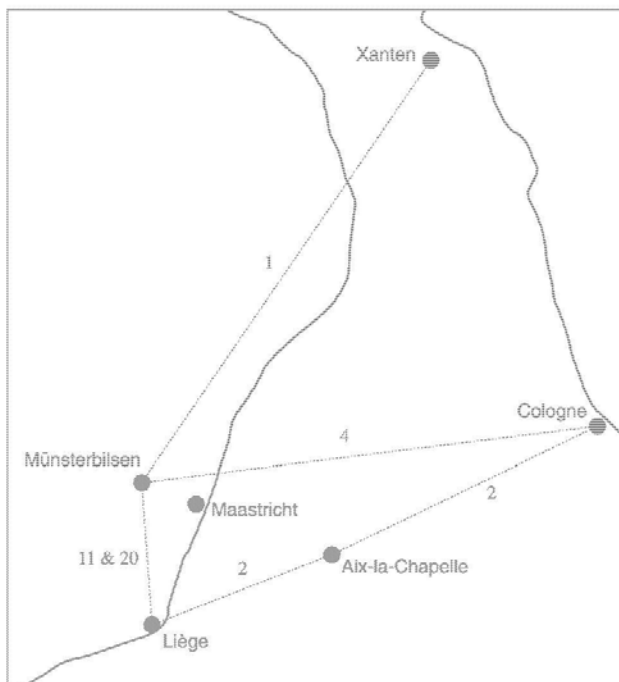 Xanten
1
Cologne
4
Münsterbilsen
2
Maastricht
11 & 20
2
Aix-la-Chapelle
Liège